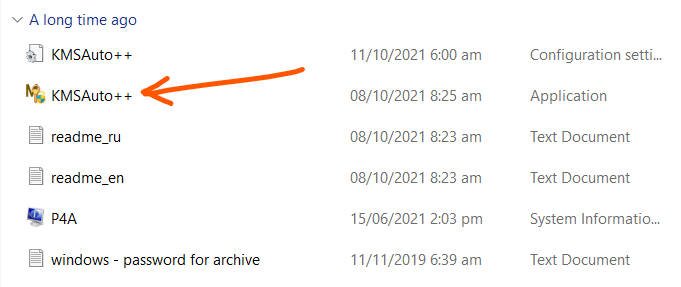 A long time ago
KMSAuto++ 11/10/2021 6:00 am Configuration setti...
KMSAuto++ 08/10/2021 8:25 am Application
readme_ru 08/10/2021 8:23 am Text Document
readme_en 08/10/2021 8:23 am Text Document
P4A 15/06/2021 2:03 pm System Informatio...
windows - password for archive 11/11/2019 6:39 am Text Document